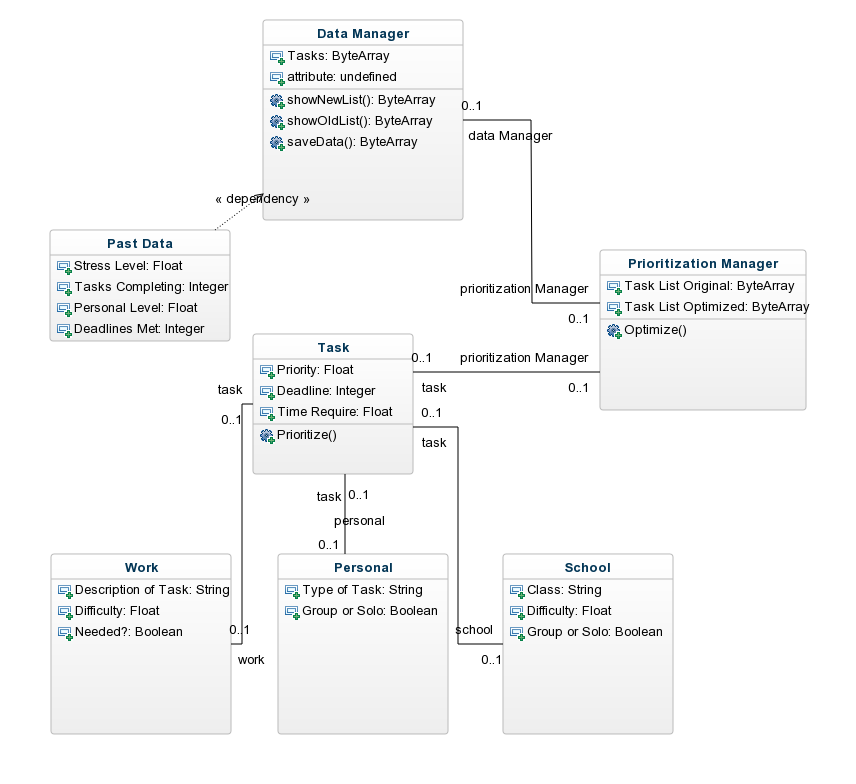 Data Manager
Tasks: ByteArray
attribute: undefined
showNewList(): ByteArray
showOldList(): ByteArray
saveData(): ByteArray
0..1
data Manager
« dependency »
Past Data
Stress Level: Float
Tasks Completing: Integer
Personal Level: Float
Deadlines Met: Integer
Prioritization Manager
Task List Original: ByteArray
Task List Optimized: ByteArray
Optimize()
prioritization Manager
0..1
Task
Priority: Float
Deadline: Integer
Time Require: Float
Prioritize()
0..1
prioritization Manager
task
0..1
task
0..1
0..1
task
task
0..1
personal
0..1
Work
Description of Task: String
Difficulty: Float
Needed?: Boolean
0..1
work
Personal
Type of Task: String
Group or Solo: Boolean
School
Class: String
Difficulty: Float
Group or Solo: Boolean
school
0..1